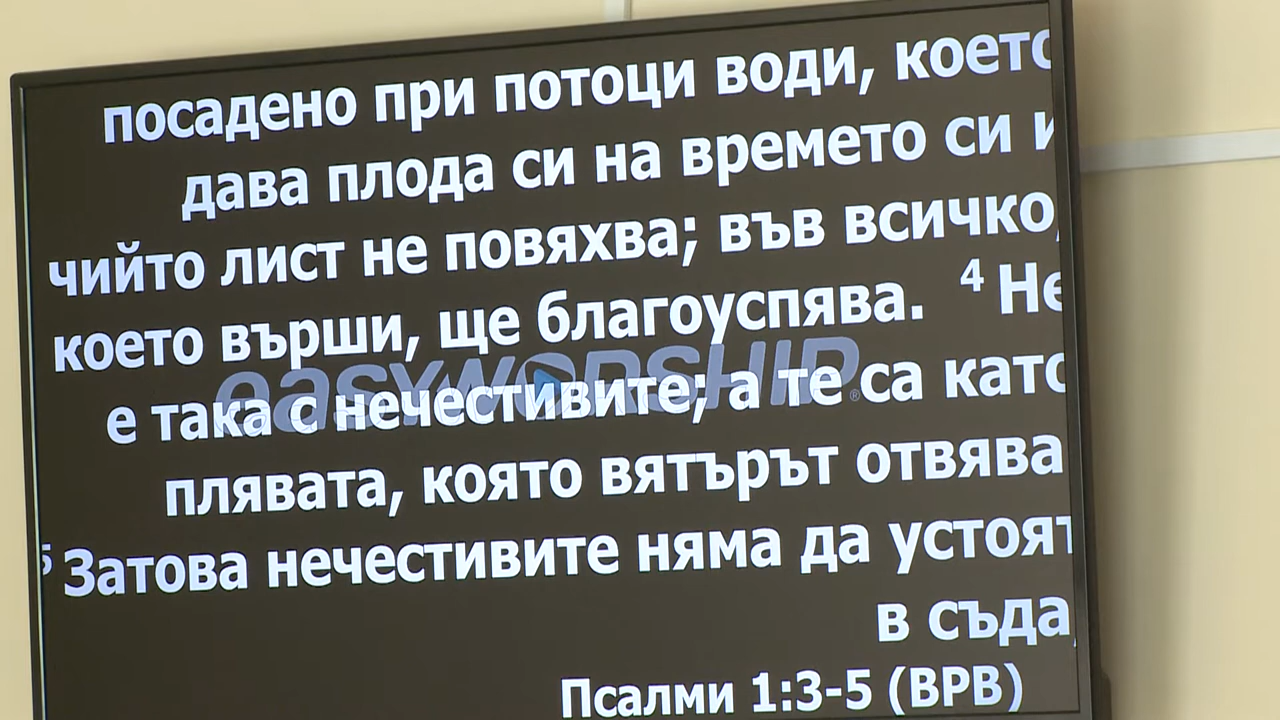 посадено при потоци води, което
дава плода си на времето си и
чийто лист не повяхва; във всичко,
което върши, ще благоуспява. 4 Не
е така с нечестивите; а те са като
easyworship®
плявата, която вятърът отвява
5 Затова нечестивите няма да устоят
в съда,
Псалми 1:3-5 (ВРВ)